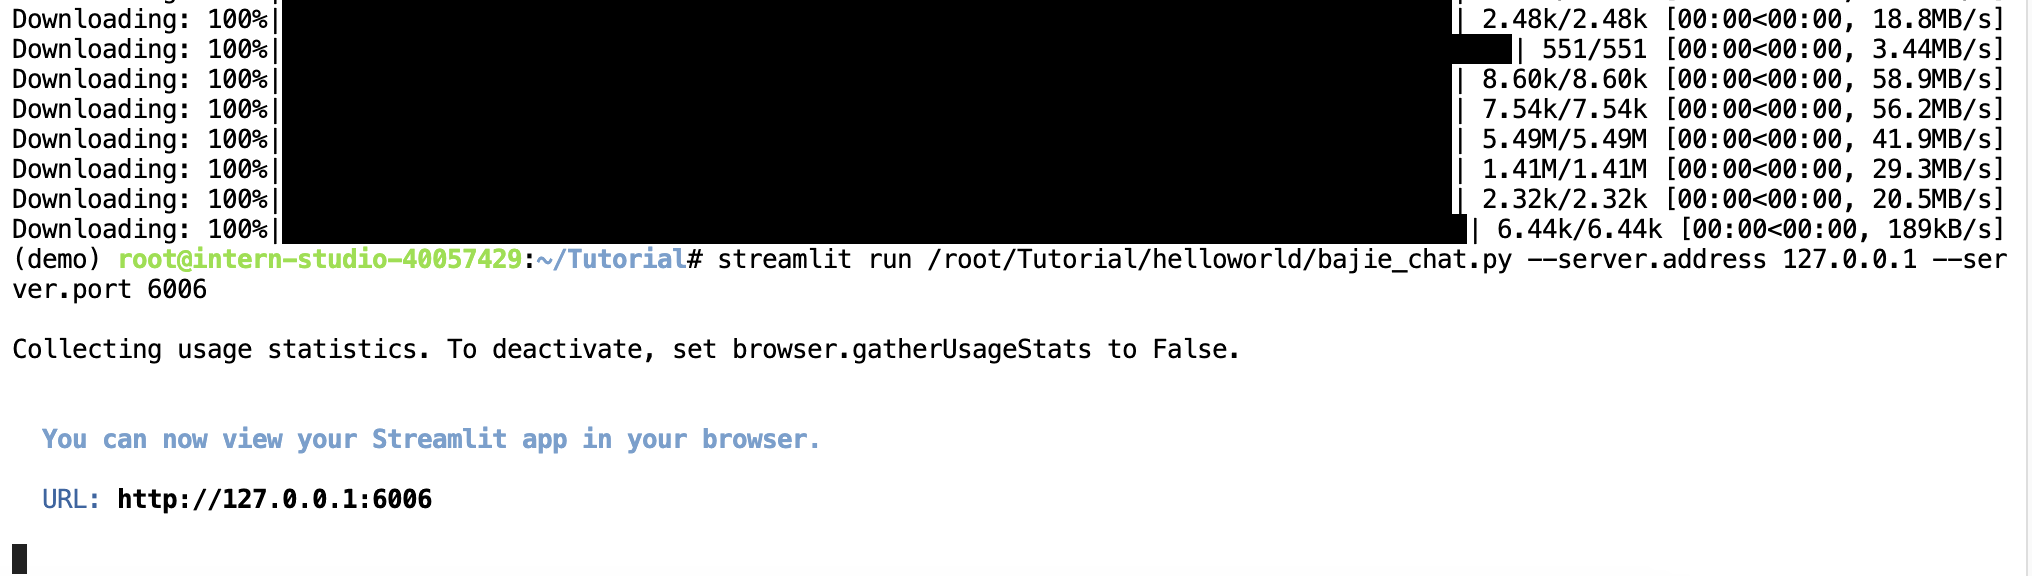 Downloading: 100%| | 2.48k/2.48k [00:00<00:00, 18.8MB/s]
Downloading: 100%| | 551/551 [00:00<00:00, 3.44MB/s]
Downloading: 100%| | 8.60k/8.60k [00:00<00:00, 58.9MB/s]
Downloading: 100%| | 7.54k/7.54k [00:00<00:00, 56.2MB/s]
Downloading: 100%| | 5.49M/5.49M [00:00<00:00, 41.9MB/s]
Downloading: 100%| | 1.41M/1.41M [00:00<00:00, 29.3MB/s]
Downloading: 100%| | 2.32k/2.32k [00:00<00:00, 20.5MB/s]
Downloading: 100%| | 6.44k/6.44k [00:00<00:00, 189kB/s]
(demo) root@intern-studio-40057429:~/Tutorial# streamlit run /root/Tutorial/helloworld/bajie_chat.py --server.address 127.0.0.1 --ser
ver.port 6006
Collecting usage statistics. To deactivate, set browser.gatherUsageStats to False.
You can now view your Streamlit app in your browser.
URL: http://127.0.0.1:6006